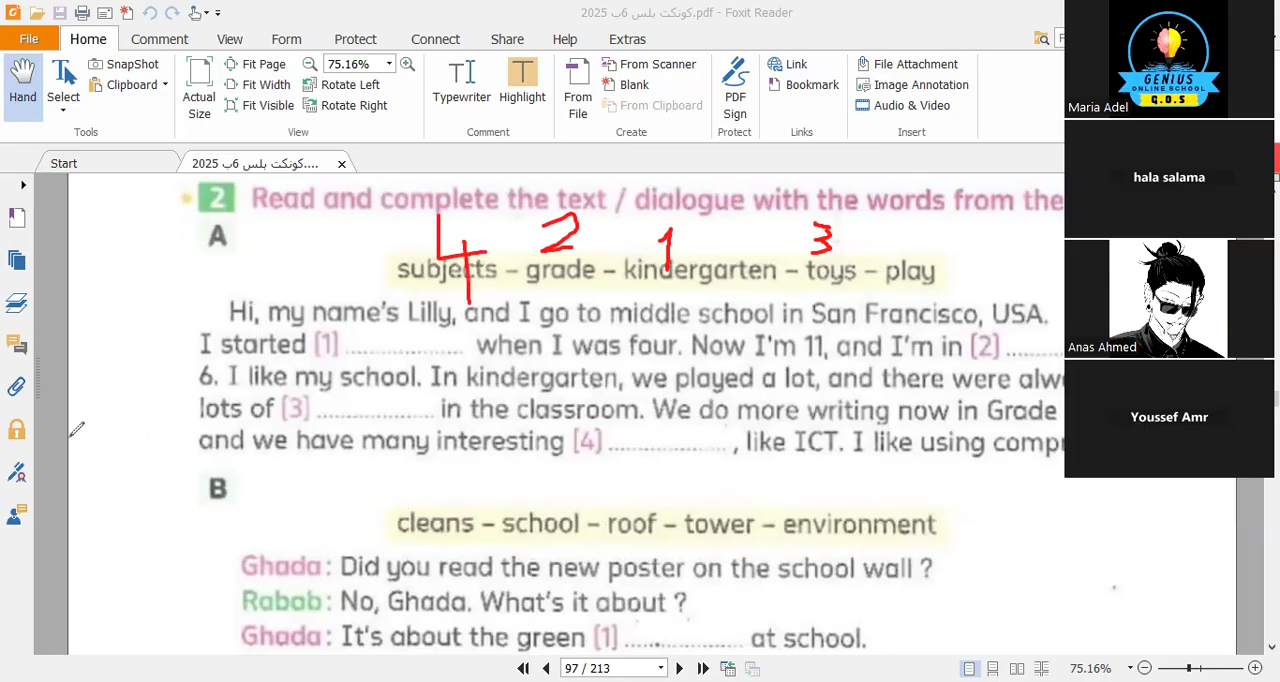 كونكت بلس 6ب 2025.pdf - Foxit Reader
File Home Comment View Form Protect Connect Share Help Extras
Hand
Select
SnapShot
Clipboard
Actual Size
Fit Page
Fit Width
Fit Visible
75.16%
Rotate Left
Rotate Right
Typewriter
Highlight
From File
From Scanner
Blank
From Clipboard
PDF Sign
Link
Bookmark
File Attachment
Image Annotation
Audio & Video
Tools View Comment Create Protect Links Insert
Start
كونكت بلس 6ب 2025....
2 Read and complete the text / dialogue with the words from the
A
4 2 1 3
subjects – grade – kindergarten – toys – play
Hi, my name's Lilly, and I go to middle school in San Francisco, USA.
I started [1] .................... when I was four. Now I'm 11, and I'm in [2] ..........
6. I like my school. In kindergarten, we played a lot, and there were
lots of [3] .................... in the classroom. We do more writing now in Grade
and we have many interesting [4] .................... , like ICT. I like using
B
cleans – school – roof – tower – environment
Ghada : Did you read the new poster on the school wall ?
Rabab : No, Ghada. What's it about ?
Ghada : It's about the green [1] .................... at school.
97 / 213
75.16%
GENIUS
ONLINE SCHOOL
G.O.S
Maria Adel
hala salama
Anas Ahmed
Youssef Amr